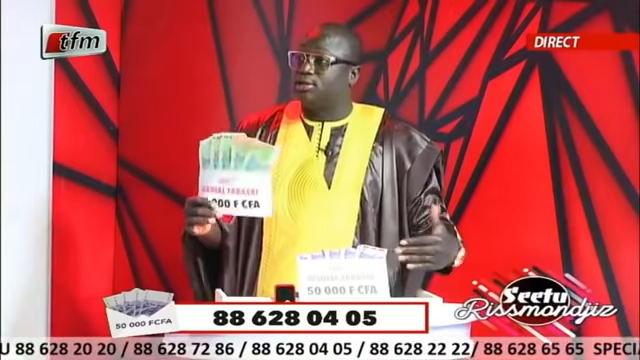 tfm
DIRECT
000 F CFA
50 000 F CFA
Seetu
Rissmondjiz
50 000 FCFA
88 628 04 05
U 88 628 20 20 / 88 628 72 86 / 88 628 04 05 / 88 628 22 22/ 88 628 65 65 SPECI